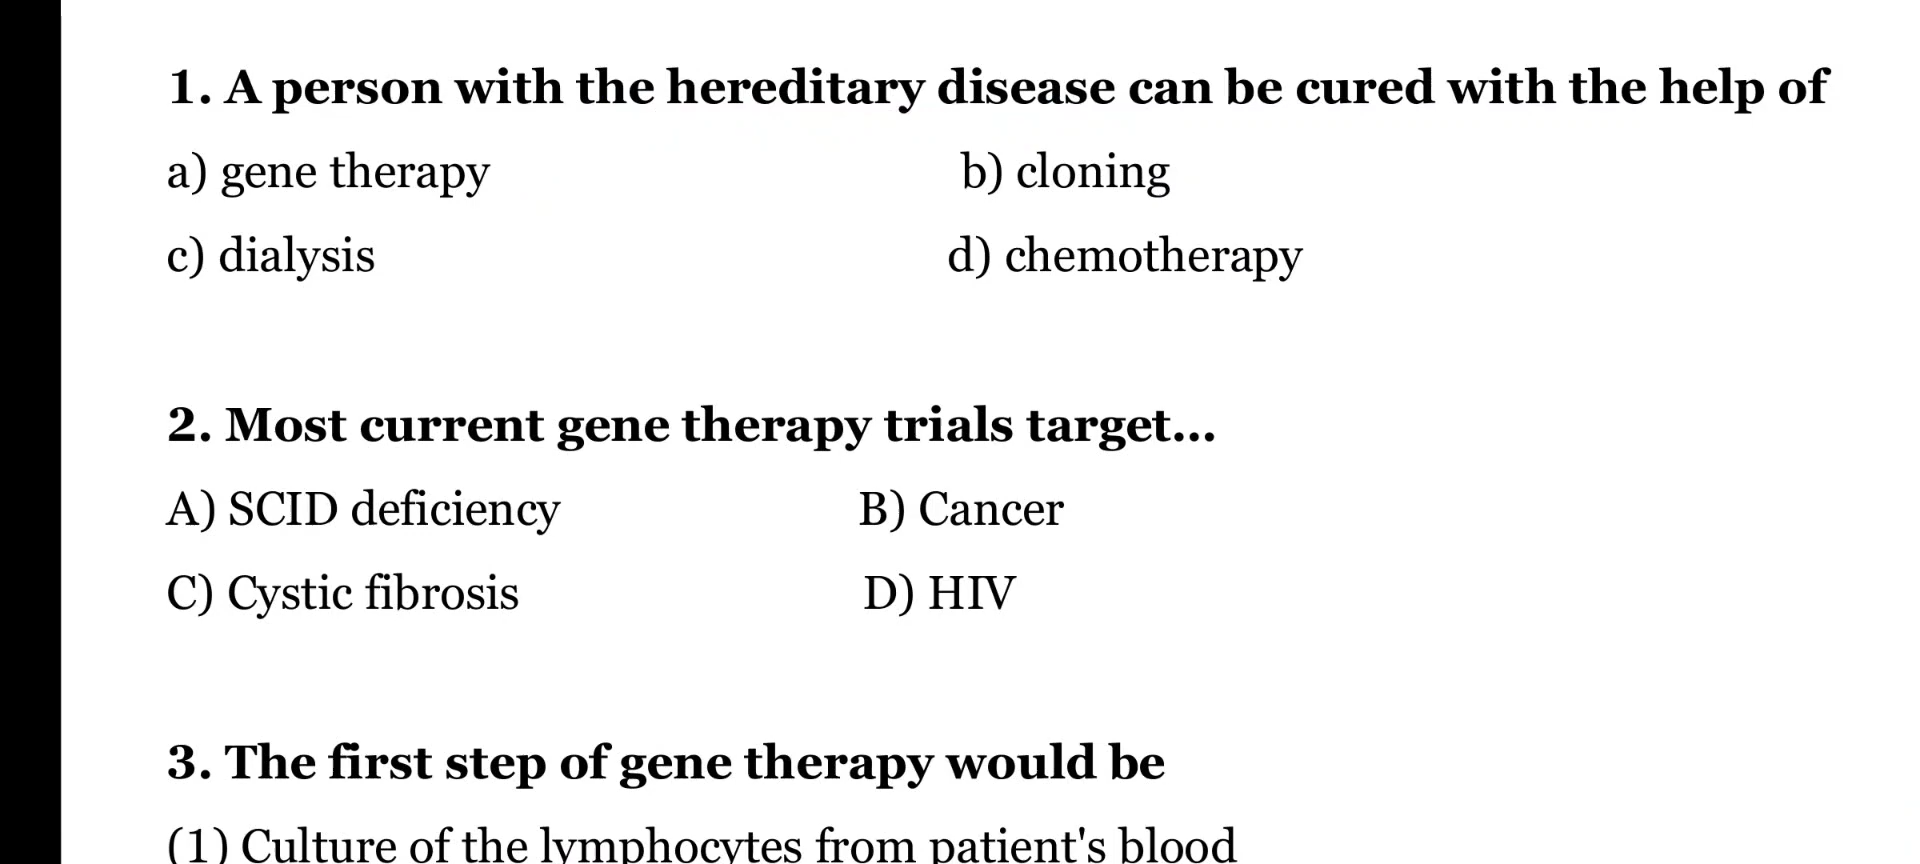 1. A person with the hereditary disease can be cured with the help of
a) gene therapy b) cloning
c) dialysis d) chemotherapy
2. Most current gene therapy trials target...
A) SCID deficiency B) Cancer
C) Cystic fibrosis D) HIV
3. The first step of gene therapy would be
(1) Culture of the lymphocytes from patient's blood